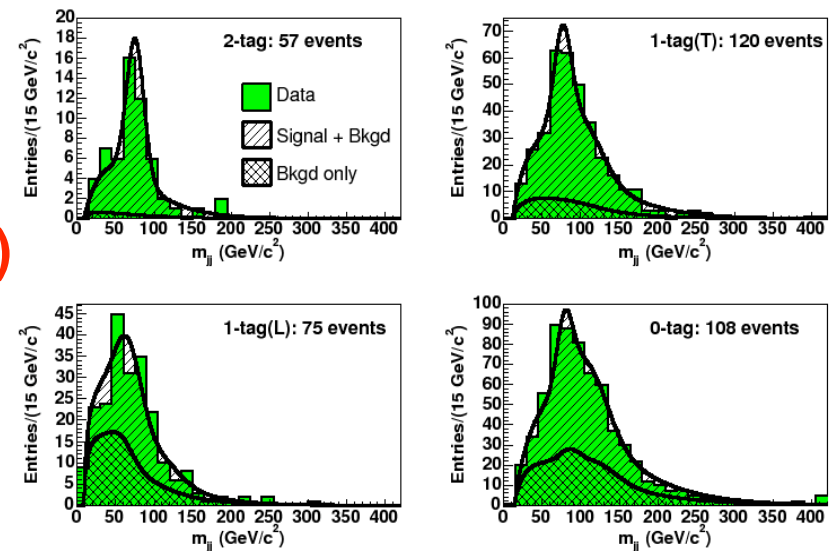 2-tag: 57 events
Entries/(15 GeV/c²)
20
18
16
14
12
10
8
6
4
2
0
Data
Signal + Bkgd
Bkgd only
0 50 100 150 200 250 300 350 400
m_jj (GeV/c²)
1-tag(T): 120 events
Entries/(15 GeV/c²)
70
60
50
40
30
20
10
0
0 50 100 150 200 250 300 350 400
m_jj (GeV/c²)
)
1-tag(L): 75 events
Entries/(15 GeV/c²)
45
40
35
30
25
20
15
10
5
0
0 50 100 150 200 250 300 350 400
m_jj (GeV/c²)
0-tag: 108 events
Entries/(15 GeV/c²)
100
90
80
70
60
50
40
30
20
10
0
0 50 100 150 200 250 300 350 400
m_jj (GeV/c²)